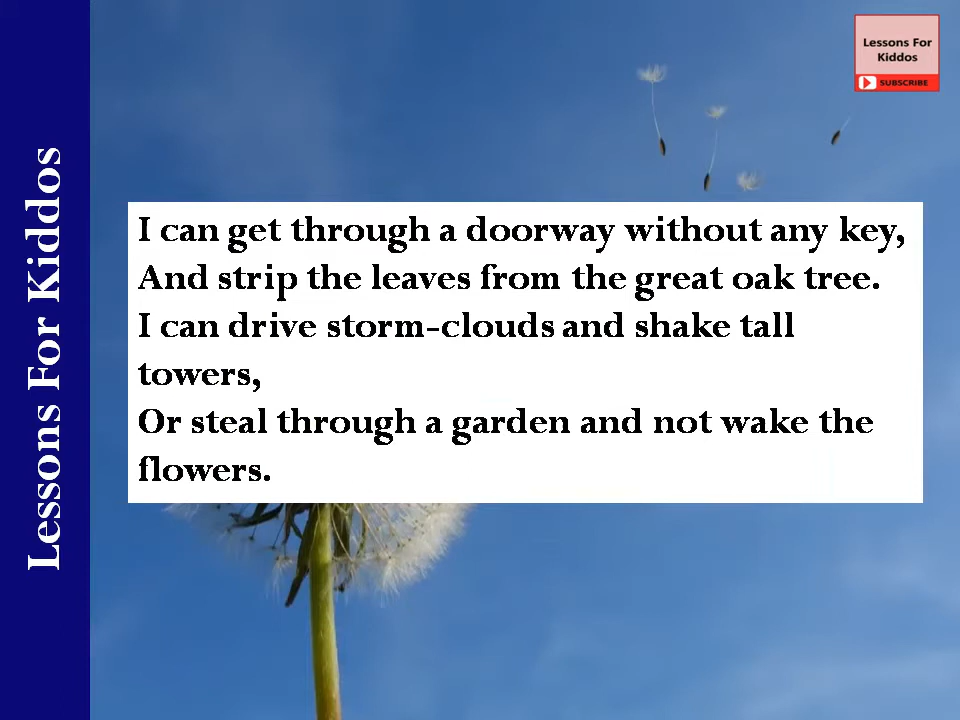 Lessons For Kiddos
Lessons For
Kiddos
SUBSCRIBE
I can get through a doorway without any key,
And strip the leaves from the great oak tree.
I can drive storm-clouds and shake tall
towers,
Or steal through a garden and not wake the
flowers.